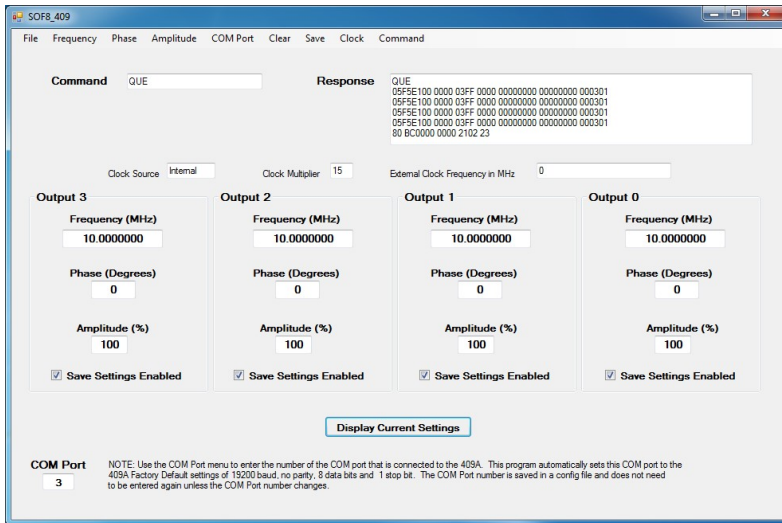 SOF8_409
File Frequency Phase Amplitude COM Port Clear Save Clock Command
Command QUE Response QUE
05F5E100 0000 03FF 0000 00000000 00000000 000301
05F5E100 0000 03FF 0000 00000000 00000000 000301
05F5E100 0000 03FF 0000 00000000 00000000 000301
05F5E100 0000 03FF 0000 00000000 00000000 000301
80 BC0000 0000 2102 23
Clock Source Internal Clock Multiplier 15 External Clock Frequency in MHz 0
Output 3 Output 2 Output 1 Output 0
Frequency (MHz) Frequency (MHz) Frequency (MHz) Frequency (MHz)
10.0000000 10.0000000 10.0000000 10.0000000
Phase (Degrees) Phase (Degrees) Phase (Degrees) Phase (Degrees)
0 0 0 0
Amplitude (%) Amplitude (%) Amplitude (%) Amplitude (%)
100 100 100 100
Save Settings Enabled Save Settings Enabled Save Settings Enabled Save Settings Enabled
Display Current Settings
COM Port
3
NOTE: Use the COM Port menu to enter the number of the COM port that is connected to the 409A. This program automatically sets this COM port to the
409A Factory Default settings of 19200 baud, no parity, 8 data bits and 1 stop bit. The COM Port number is saved in a config file and does not need
to be entered again unless the COM Port number changes.